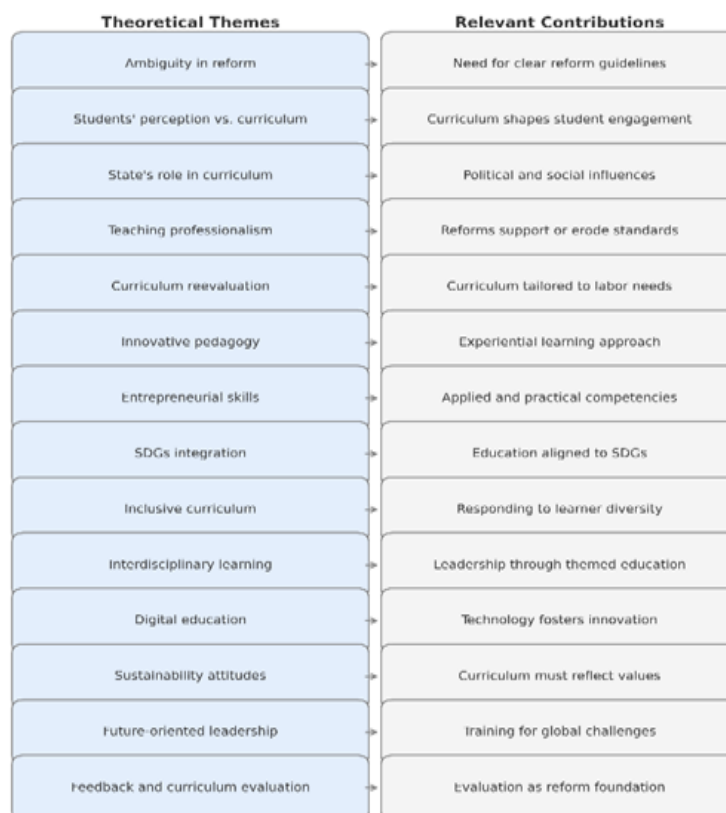 Theoretical Themes Relevant Contributions
Ambiguity in reform Need for clear reform guidelines
Students' perception vs. curriculum Curriculum shapes student engagement
State's role in curriculum Political and social influences
Teaching professionalism Reforms support or erode standards
Curriculum reevaluation Curriculum tailored to labor needs
Innovative pedagogy Experiential learning approach
Entrepreneurial skills Applied and practical competencies
SDGs integration Education aligned to SDGs
Inclusive curriculum Responding to learner diversity
Interdisciplinary learning Leadership through themed education
Digital education Technology fosters innovation
Sustainability attitudes Curriculum must reflect values
Future-oriented leadership Training for global challenges
Feedback and curriculum evaluation Evaluation as reform foundation